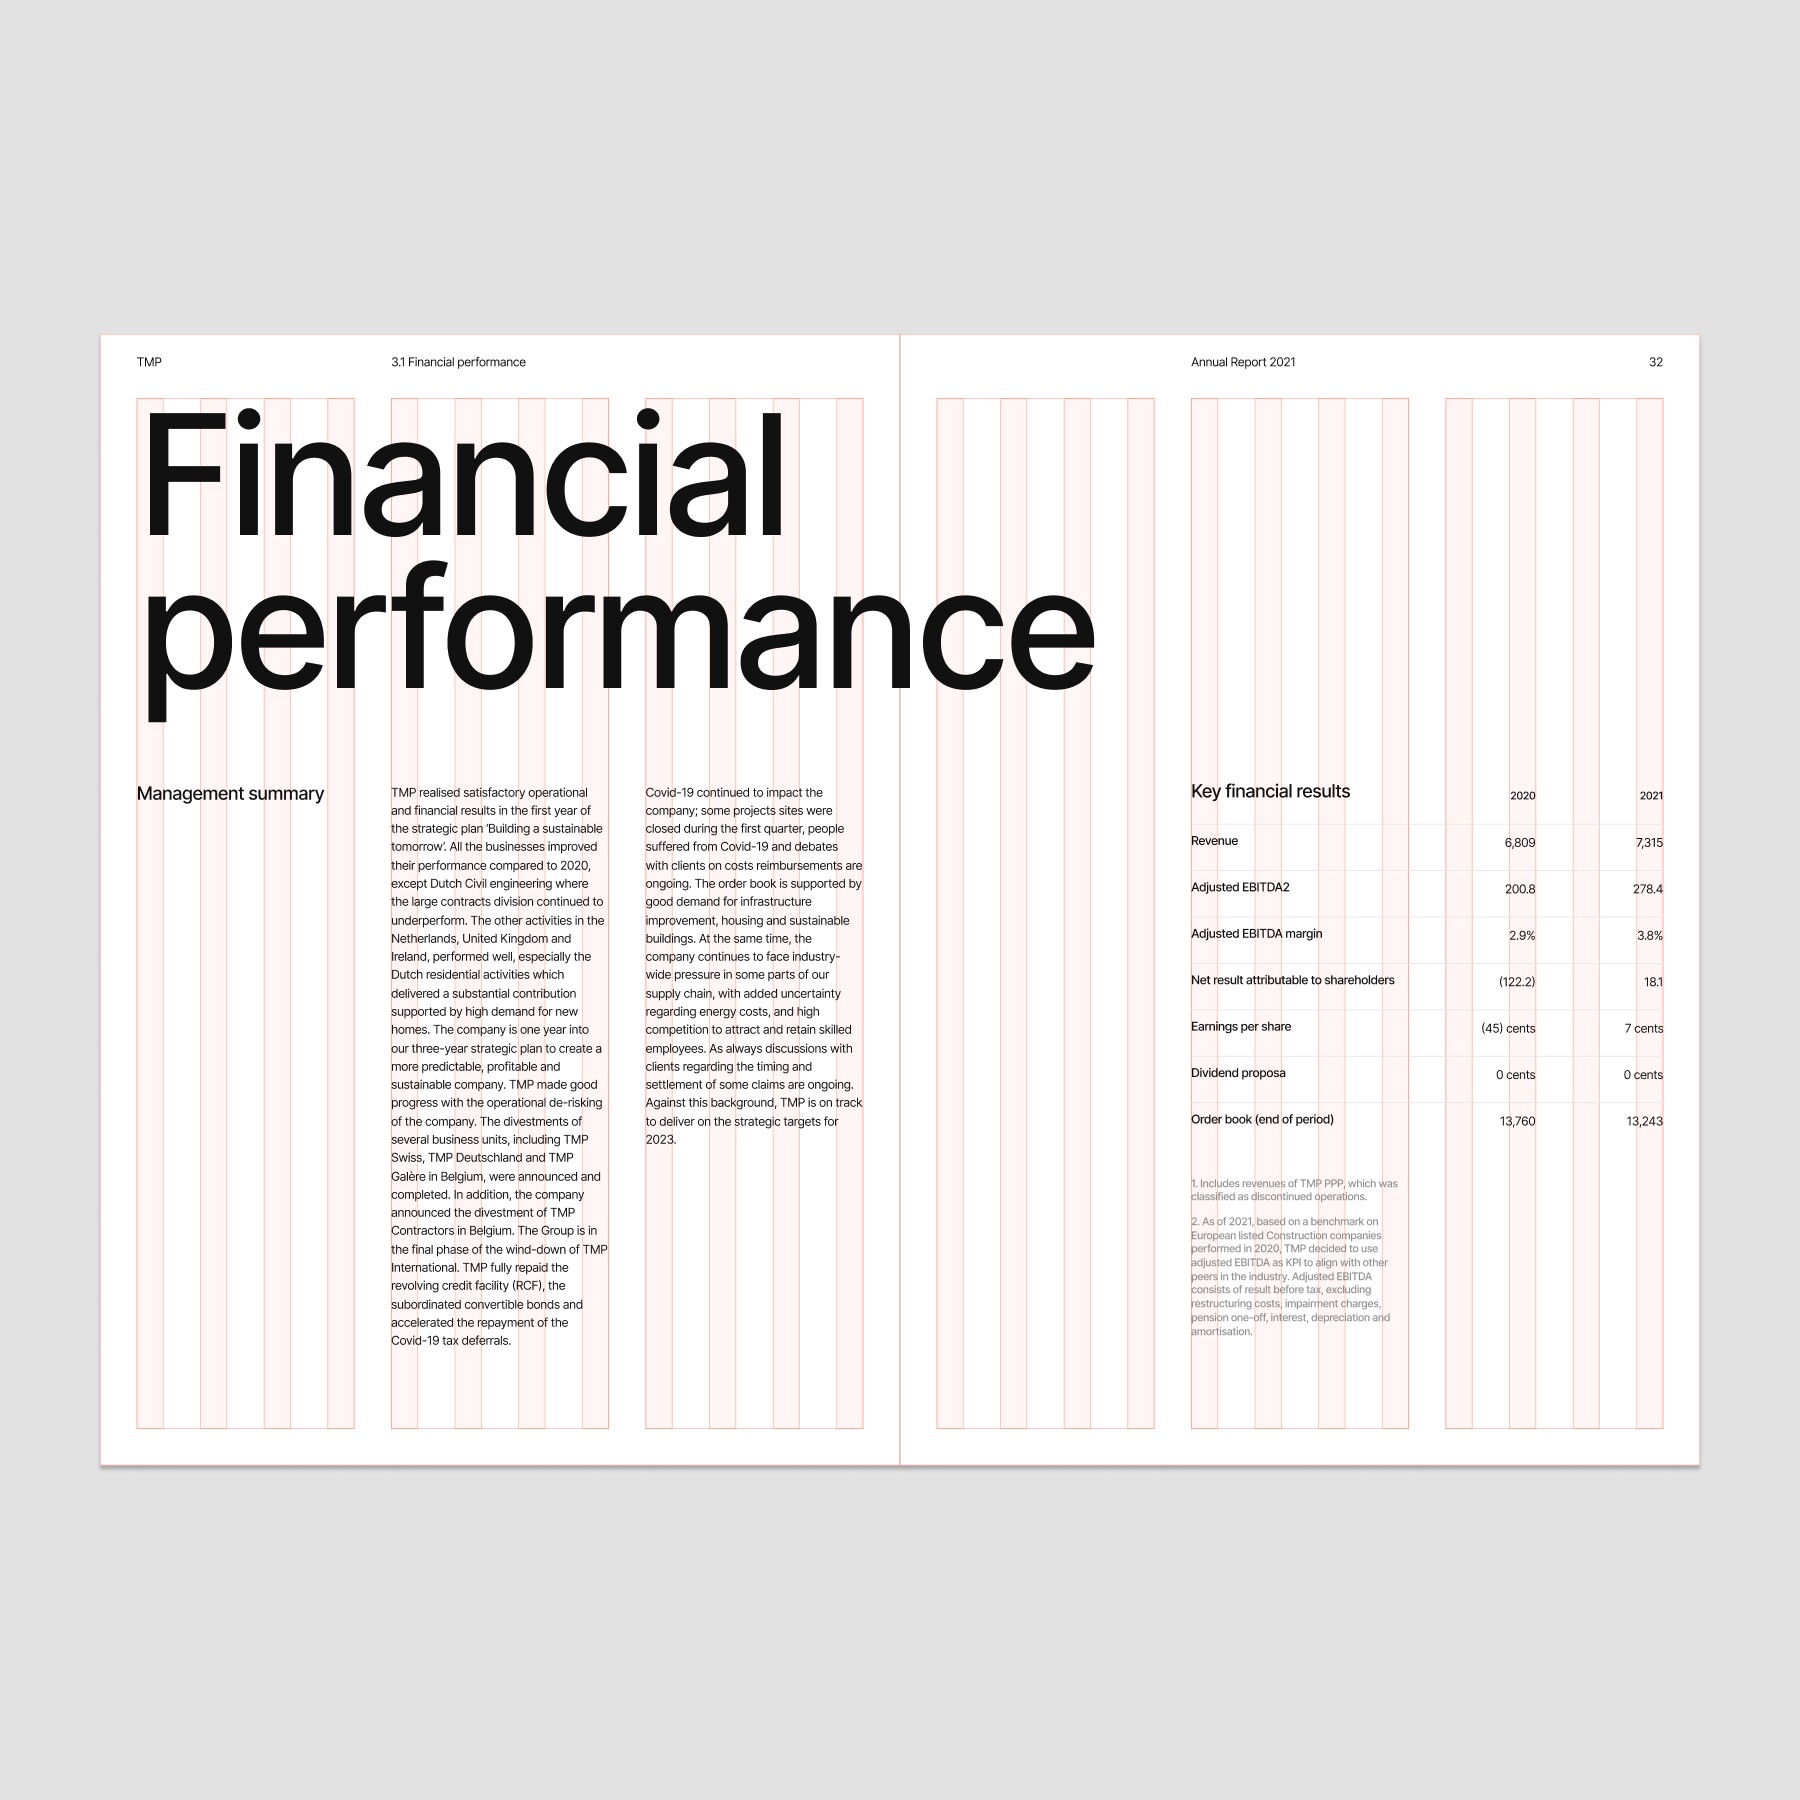 TMP
3.1 Financial performance
Annual Report 2021
32
Financial
performance
Management summary
TMP realised satisfactory operational
and financial results in the first year of
the strategic plan ‘Building a sustainable
tomorrow’. All the businesses improved
their performance compared to 2020,
except Dutch Civil engineering where
the large contracts division continued to
underperform. The other activities in the
Netherlands, United Kingdom and
Ireland, performed well, especially the
Dutch residential activities which
delivered a substantial contribution
supported by high demand for new
homes. The company is one year into
our three-year strategic plan to create a
more predictable, profitable and
sustainable company. TMP made good
progress with the operational de-risking
of the company. The divestments of
several business units, including TMP
Swiss, TMP Deutschland and TMP
Galère in Belgium, were announced and
completed. In addition, the company
announced the divestment of TMP
Contractors in Belgium. The Group is in
the final phase of the wind-down of TMP
International. TMP fully repaid the
revolving credit facility (RCF), the
subordinated convertible bonds and
accelerated the repayment of the
Covid-19 tax deferrals.
Covid-19 continued to impact the
company; some projects sites were
closed during the first quarter, people
suffered from Covid-19 and debates
with clients on costs reimbursements are
ongoing. The order book is supported by
good demand for infrastructure
improvement, housing and sustainable
buildings. At the same time, the
company continues to face industry-
wide pressure in some parts of our
supply chain, with added uncertainty
regarding energy costs, and high
competition to attract and retain skilled
employees. As always discussions with
clients regarding the timing and
settlement of some claims are ongoing.
Against this background, TMP is on track
to deliver on the strategic targets for
2023.
Key financial results 2020 2021
Revenue 6,809 7,315
Adjusted EBITDA2 200.8 278.4
Adjusted EBITDA margin 2.9% 3.8%
Net result attributable to shareholders (122.2) 18.1
Earnings per share (45) cents 7 cents
Dividend proposa 0 cents 0 cents
Order book (end of period) 13,760 13,243
1. Includes revenues of TMP PPP, which was
classified as discontinued operations.
2. As of 2021, based on a benchmark on
European listed Construction companies
performed in 2020, TMP decided to use
adjusted EBITDA as KPI to align with other
peers in the industry. Adjusted EBITDA
consists of result before tax, excluding
restructuring costs, impairment charges,
pension one-off, interest, depreciation and
amortisation.